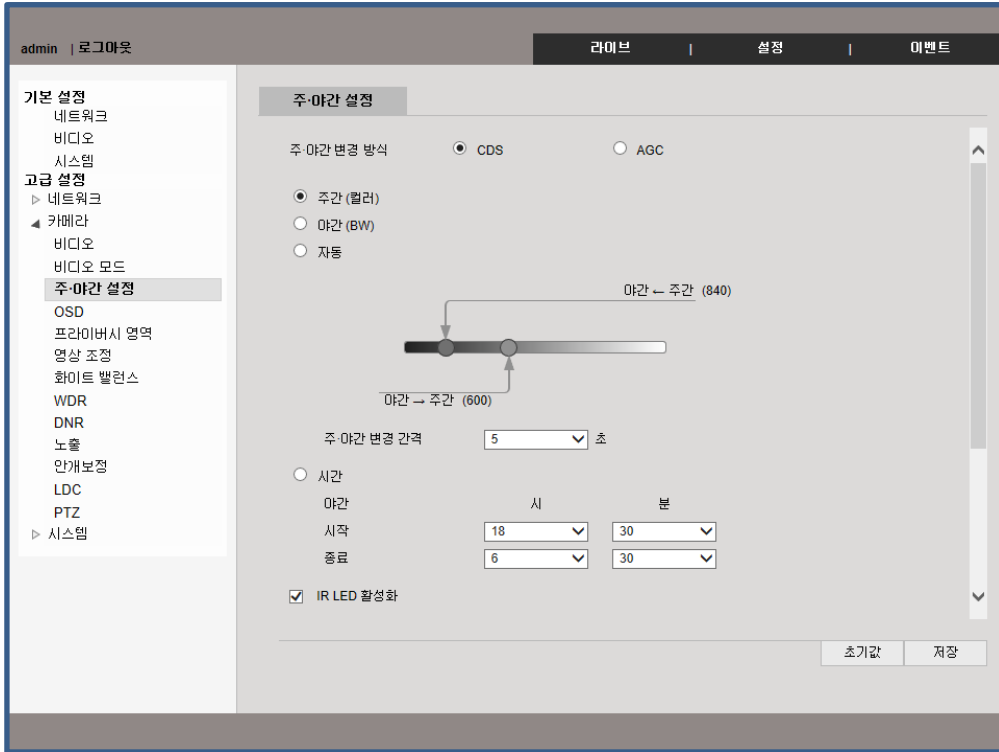 admin | 로그아웃
라이브 | 설정 | 이벤트
기본 설정
네트워크
비디오
시스템
고급 설정
네트워크
카메라
비디오
비디오 모드
주·야간 설정
OSD
프라이버시 영역
영상 조정
화이트 밸런스
WDR
DNR
노출
안개보정
LDC
PTZ
시스템
주·야간 설정
주·야간 변경 방식 CDS AGC
주간 (컬러)
야간 (BW)
자동
야간 ← 주간 (840)
야간 → 주간 (600)
주·야간 변경 간격 5 초
시간
야간 시 분
시작 18 30
종료 6 30
IR LED 활성화
초기값 저장